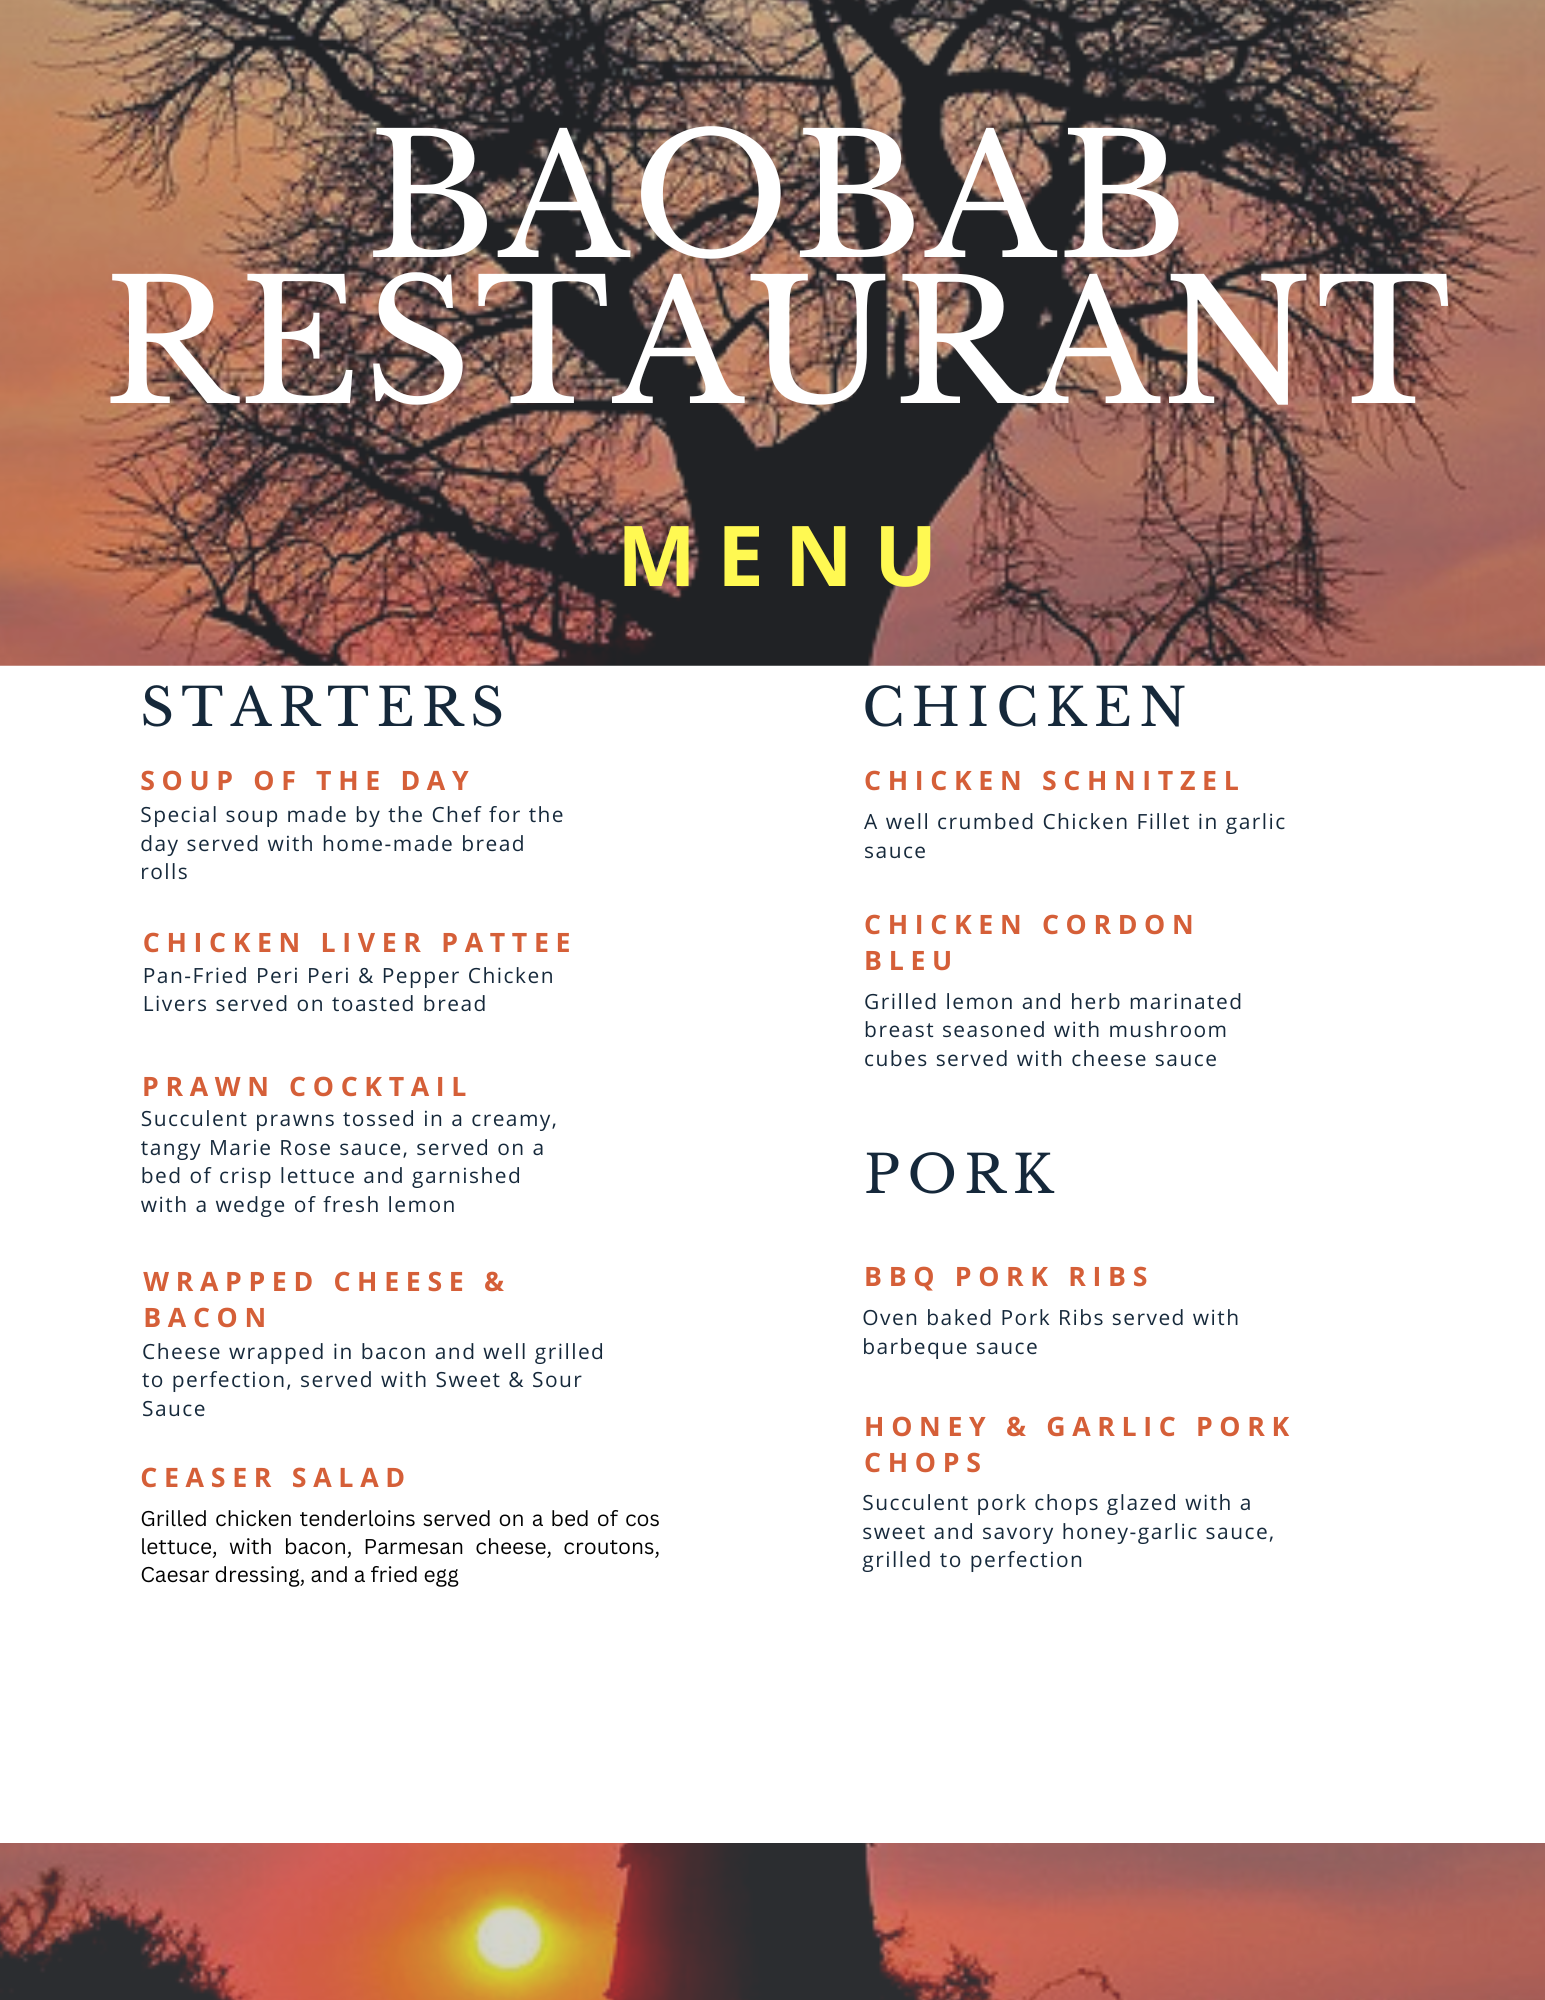 BAOBAB
RESTAURANT
MENU
STARTERS
SOUP OF THE DAY
Special soup made by the Chef for the
day served with home-made bread
rolls
CHICKEN LIVER PATTEE
Pan-Fried Peri Peri & Pepper Chicken
Livers served on toasted bread
PRAWN COCKTAIL
Succulent prawns tossed in a creamy,
tangy Marie Rose sauce, served on a
bed of crisp lettuce and garnished
with a wedge of fresh lemon
WRAPPED CHEESE &
BACON
Cheese wrapped in bacon and well grilled
to perfection, served with Sweet & Sour
Sauce
CEASER SALAD
Grilled chicken tenderloins served on a bed of cos
lettuce, with bacon, Parmesan cheese, croutons,
Caesar dressing, and a fried egg
CHICKEN
CHICKEN SCHNITZEL
A well crumbed Chicken Fillet in garlic
sauce
CHICKEN CORDON
BLEU
Grilled lemon and herb marinated
breast seasoned with mushroom
cubes served with cheese sauce
PORK
BBQ PORK RIBS
Oven baked Pork Ribs served with
barbeque sauce
HONEY & GARLIC PORK
CHOPS
Succulent pork chops glazed with a
sweet and savory honey-garlic sauce,
grilled to perfection